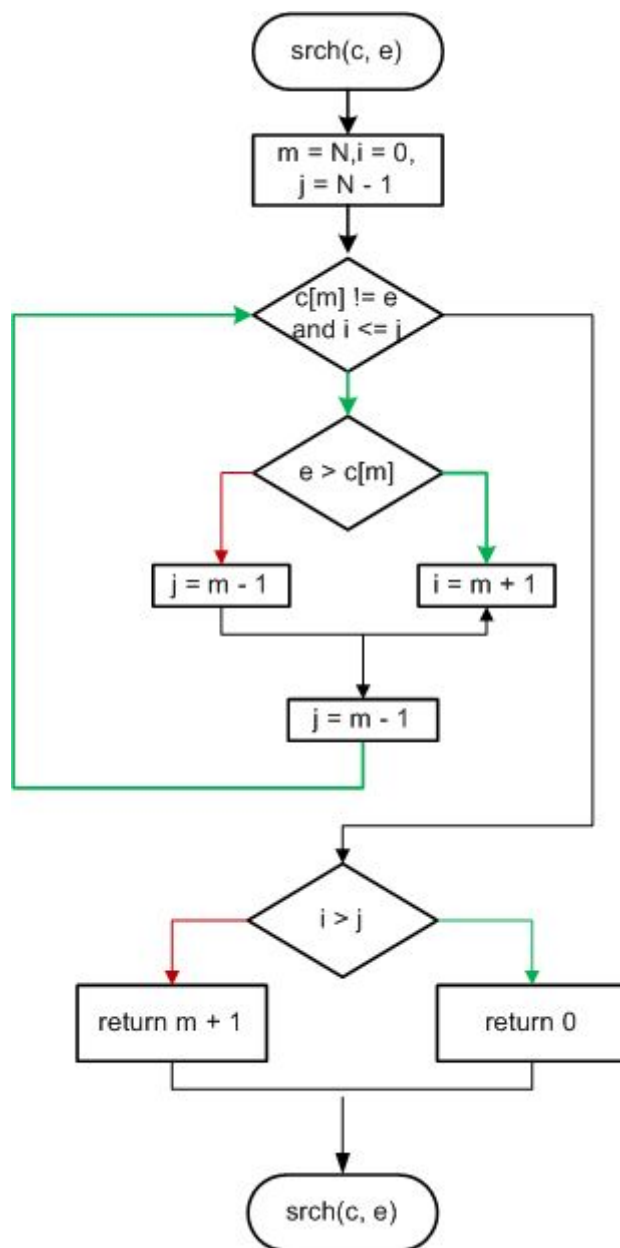 srch(c, e)
m = N,i = 0,
j = N - 1
c[m] != e
and i <= j
e > c[m]
j = m - 1
i = m + 1
j = m - 1
i > j
return m + 1
return 0
srch(c, e)